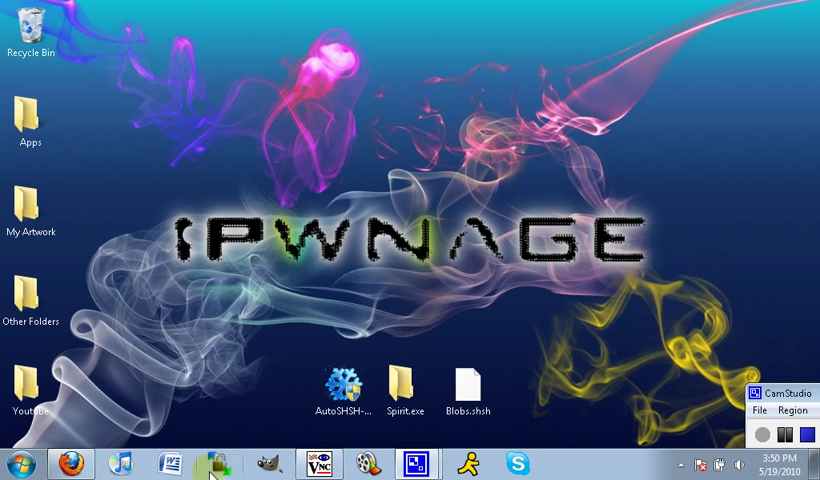 Recycle Bin
Apps
My Artwork
IPWNAGE
Other Folders
Youtube
AutoSHSH-...
Spirit.exe
Blobs.shsh
CamStudio
File Region
VNC
W
S
3:50 PM
5/19/2010